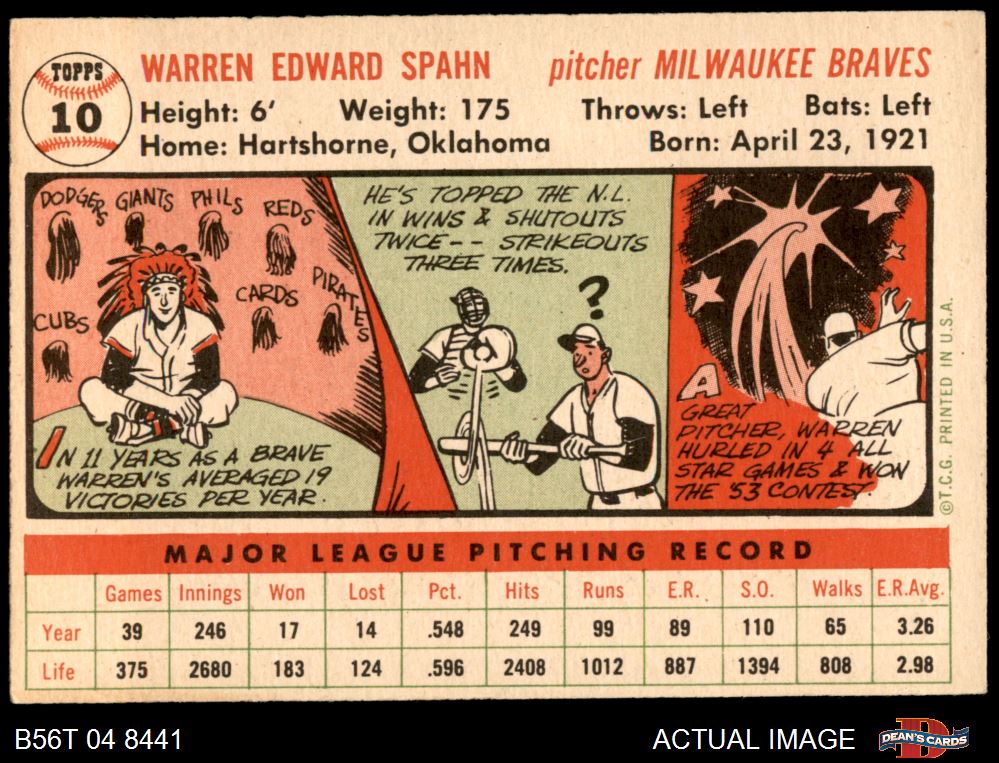 TOPPS
10
WARREN EDWARD SPAHN pitcher MILWAUKEE BRAVES
Height: 6' Weight: 175 Throws: Left Bats: Left
Home: Hartshorne, Oklahoma Born: April 23, 1921
DODGERS GIANTS PHILS REDS
CUBS CARDS PIRATES
IN 11 YEARS AS A BRAVE
WARREN'S AVERAGED 19
VICTORIES PER YEAR.
HE'S TOPPED THE N.L.
IN WINS & SHUTOUTS
TWICE-- STRIKEOUTS
THREE TIMES.
?
A
GREAT
PITCHER, WARREN
HURLED IN 4 ALL
STAR GAMES & WON
THE '53 CONTEST.
©T.C.G. PRINTED IN U.S.A.
MAJOR LEAGUE PITCHING RECORD
Games Innings Won Lost Pct. Hits Runs E.R. S.O. Walks E.R.Avg.
Year 39 246 17 14 .548 249 99 89 110 65 3.26
Life 375 2680 183 124 .596 2408 1012 887 1394 808 2.98
B56T 04 8441 ACTUAL IMAGE DEAN'S CARDS